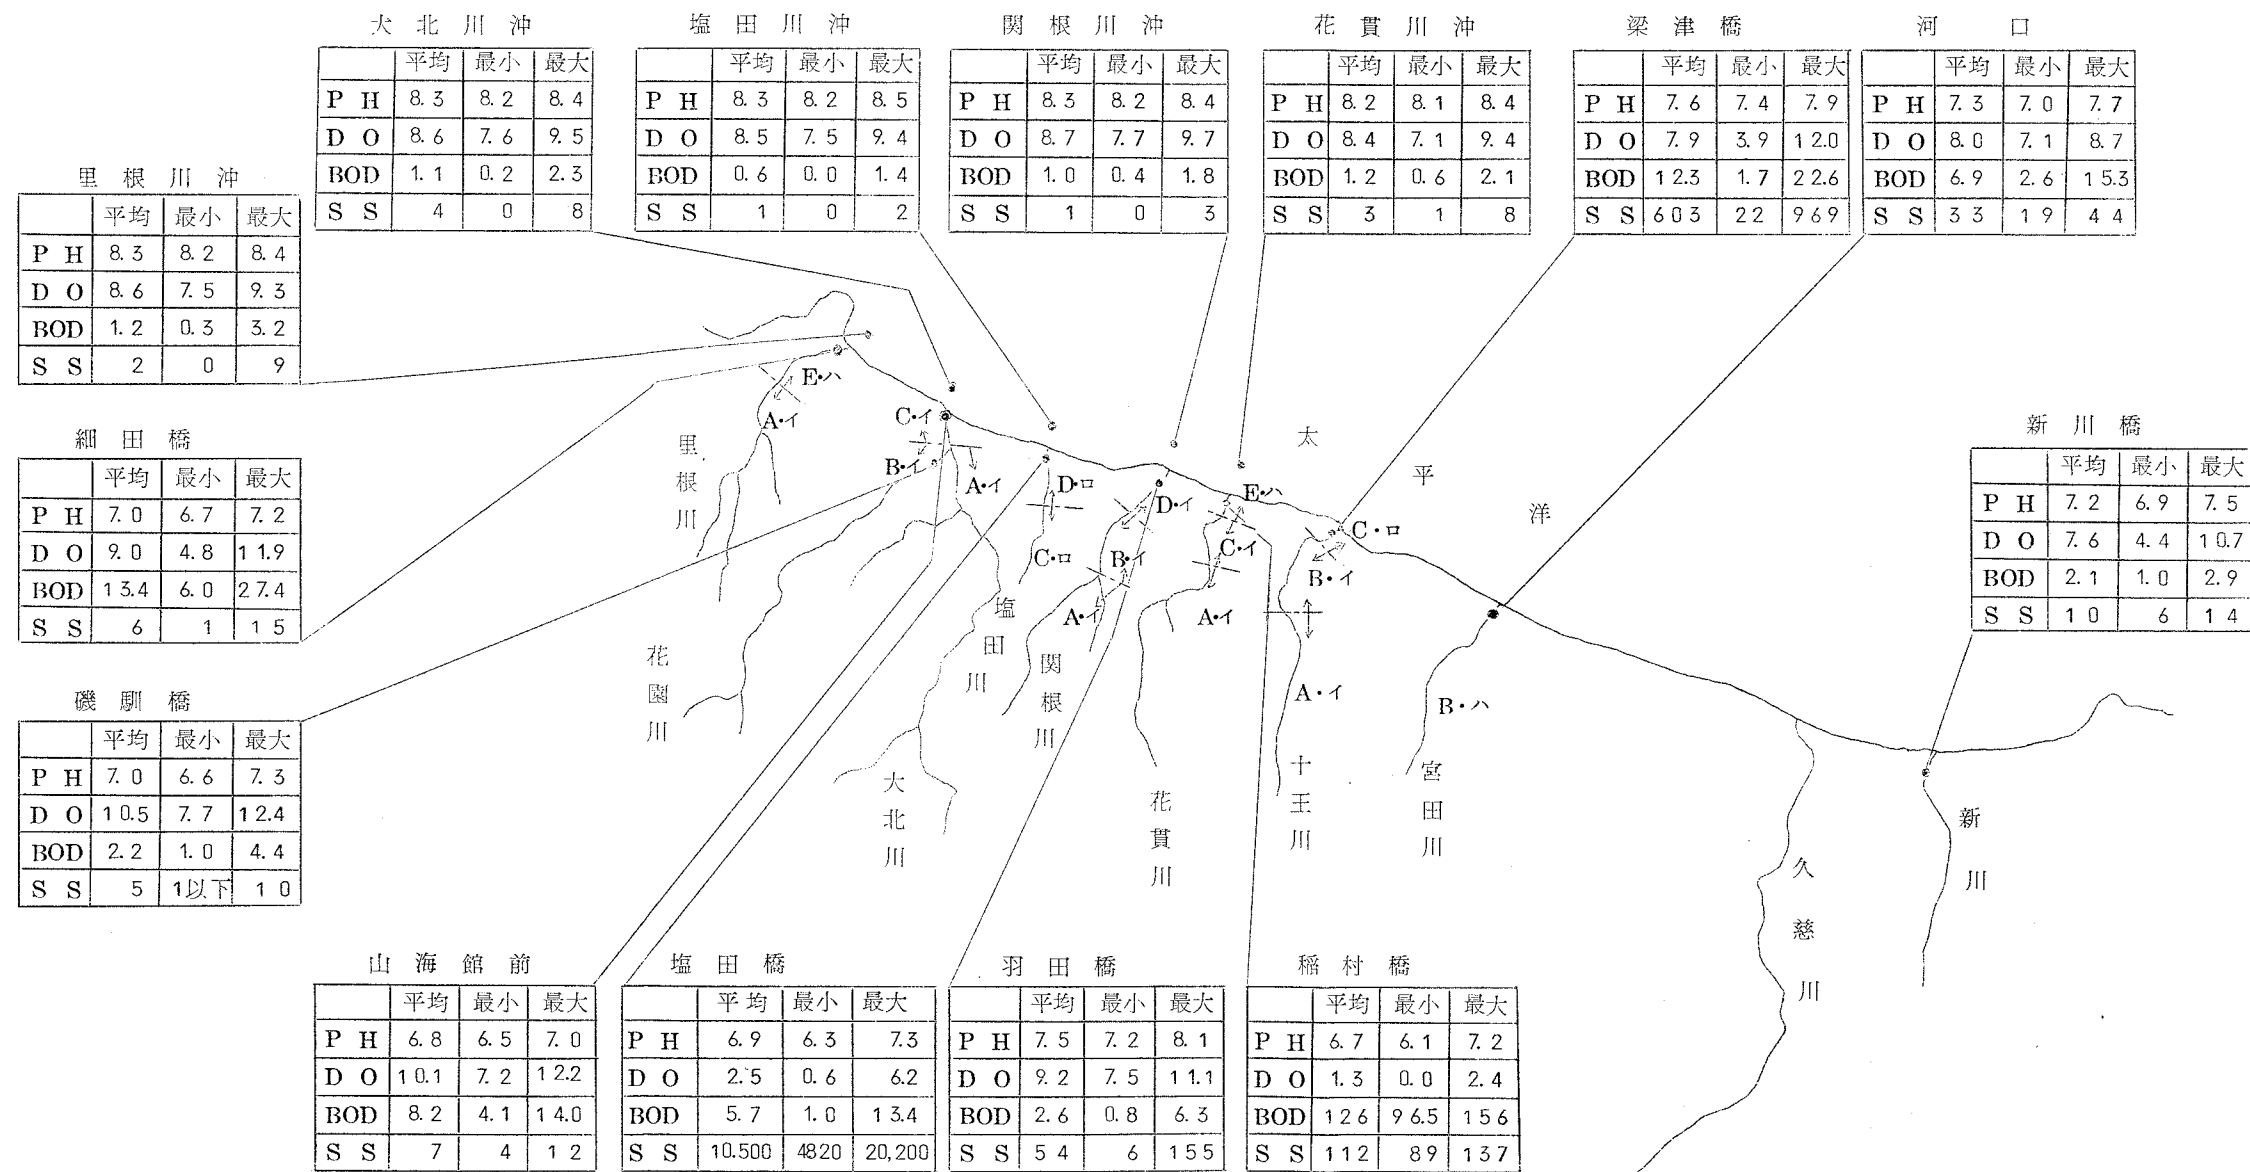 大北川沖
平均 最小 最大
PH 8.3 8.2 8.4
DO 8.6 7.6 9.5
BOD 1.1 0.2 2.3
SS 4 0 8
塩田川沖
平均 最小 最大
PH 8.3 8.2 8.5
DO 8.5 7.5 9.4
BOD 0.6 0.0 1.4
SS 1 0 2
関根川沖
平均 最小 最大
PH 8.3 8.2 8.4
DO 8.7 7.7 9.7
BOD 1.0 0.4 1.8
SS 1 0 3
花貫川沖
平均 最小 最大
PH 8.2 8.1 8.4
DO 8.4 7.1 9.4
BOD 1.2 0.6 2.1
SS 3 1 8
梁津橋
平均 最小 最大
PH 7.6 7.4 7.9
DO 7.9 3.9 12.0
BOD 12.3 1.7 22.6
SS 603 22 969
河口
平均 最小 最大
PH 7.3 7.0 7.7
DO 8.0 7.1 8.7
BOD 6.9 2.6 15.3
SS 33 19 44
里根川沖
平均 最小 最大
PH 8.3 8.2 8.4
DO 8.6 7.5 9.3
BOD 1.2 0.3 3.2
SS 2 0 9
細田橋
平均 最小 最大
PH 7.0 6.7 7.2
DO 9.0 4.8 11.9
BOD 13.4 6.0 27.4
SS 6 1 15
磯馴橋
平均 最小 最大
PH 7.0 6.6 7.3
DO 10.5 7.7 12.4
BOD 2.2 1.0 4.4
SS 5 1以下 10
新川橋
平均 最小 最大
PH 7.2 6.9 7.5
DO 7.6 4.4 10.7
BOD 2.1 1.0 2.9
SS 10 6 14
E・ハ
A・イ
里根川
C・イ
B・イ
A・イ
花園川
大北川
D・ロ
C・ロ
塩田川
D・イ
B・イ
A・イ
関根川
E・ハ
C・イ
A・イ
花貫川
C・ロ
B・イ
A・イ
十王川
B・ハ
宮田川
太平洋
久慈川
新川
山海館前
平均 最小 最大
PH 6.8 6.5 7.0
DO 10.1 7.2 12.2
BOD 8.2 4.1 14.0
SS 7 4 12
塩田橋
平均 最小 最大
PH 6.9 6.3 7.3
DO 2.5 0.6 6.2
BOD 5.7 1.0 13.4
SS 10.500 4820 20,200
羽田橋
平均 最小 最大
PH 7.5 7.2 8.1
DO 9.2 7.5 11.1
BOD 2.6 0.8 6.3
SS 54 6 155
稲村橋
平均 最小 最大
PH 6.7 6.1 7.2
DO 1.3 0.0 2.4
BOD 126 96.5 156
SS 112 89 137